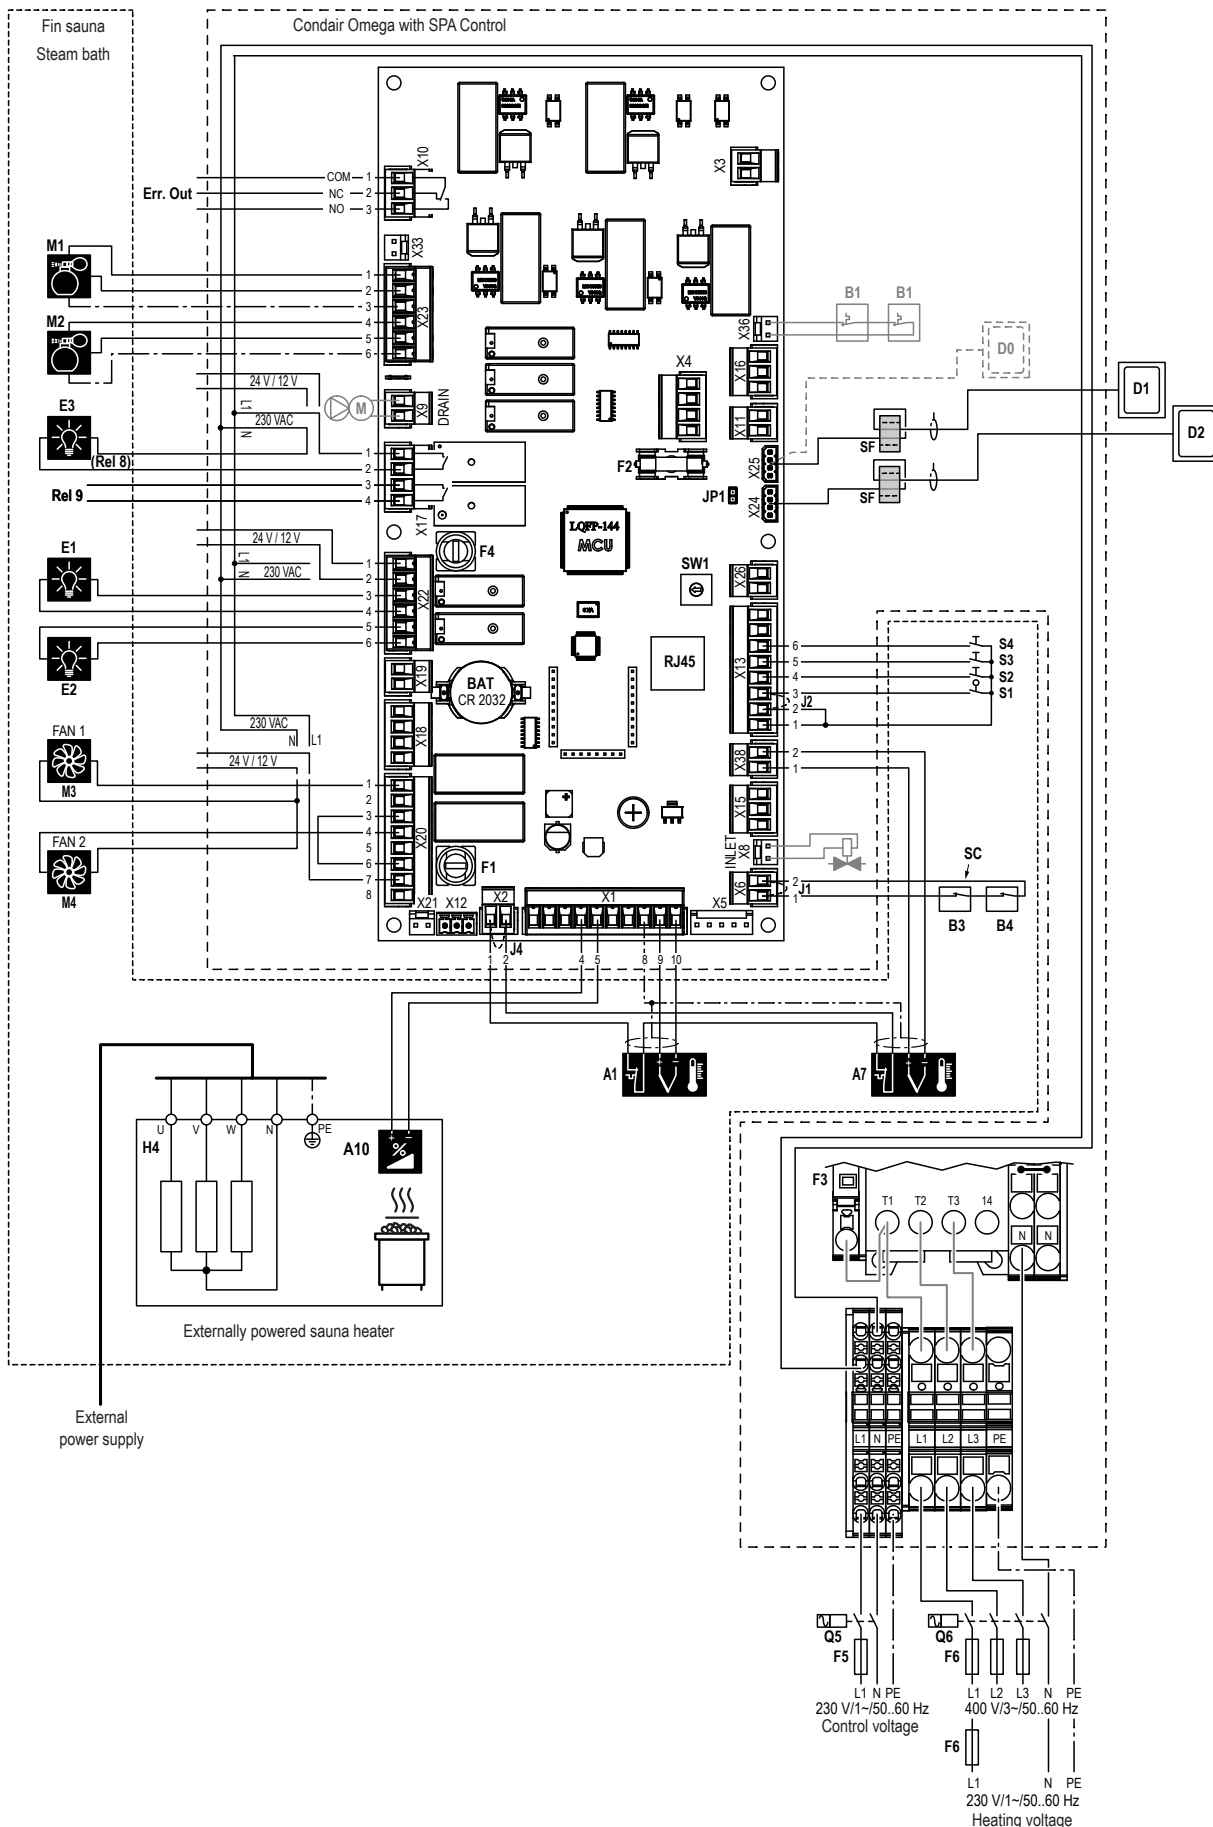 Fin sauna
Steam bath
Condair Omega with SPA Control
X10
COM 1
NC 2
NO 3
Err. Out
X3
X33
M1
1
2
3
4
5
6
X23
M2
X36
B1
B1
D0
X16
X4
24 V / 12 V
L1
N
230 VAC
M
X9
DRAIN
X11
D1
D2
SF
SF
E3
(Rel 8)
Rel 9
1
2
3
4
X17
F2
X25
JP1
X24
LQFP-144
MCU
F4
24 V / 12 V
L1
N
230 VAC
E1
E2
1
2
3
4
5
6
X22
SW1
X26
RJ45
X13
6
5
4
3
2
1
S4
S3
S2
S1
J2
X19
BAT
CR 2032
X18
FAN 1
M3
230 VAC
N
L1
24 V / 12 V
FAN 2
M4
1
2
3
4
5
6
7
8
X20
X38
2
1
X15
INLET
X8
F1
X6
2
1
J1
SC
B3
B4
X21
X12
X2
X1
X5
J4
1
2
4
5
8
9
10
A1
+ −
A7
+ −
U
V
W
N
PE
H4
A10
+ −
%
Externally powered sauna heater
External
power supply
F3
T1
T2
T3
14
N
N
L1
N
PE
L1
L2
L3
PE
Q5
F5
Q6
F6
L1 N PE
230 V/1~/50..60 Hz
Control voltage
L1 L2 L3 N PE
400 V/3~/50..60 Hz
F6
L1 N PE
230 V/1~/50..60 Hz
Heating voltage